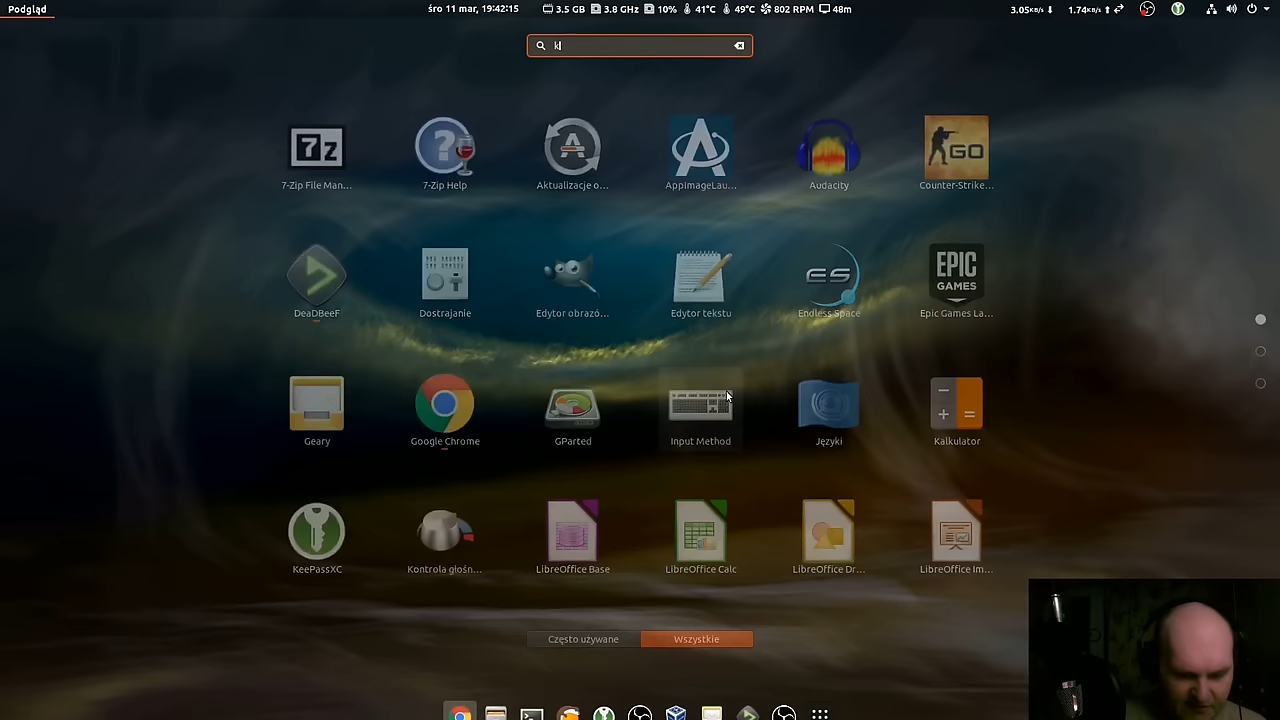 Podgląd
śro 11 mar, 19:42:15
3.5 GB 3.8 GHz 10% 41°C 49°C 802 RPM 48m
3.05KB/s 1.74KB/s
k
7z
7-Zip File Man...
7-Zip Help
Aktualizacje o...
AppImageLau...
Audacity
GO
Counter-Strike...
DeaDBeeF
Dostrajanie
Edytor obrazó...
Edytor tekstu
ES
Endless Space
EPIC
GAMES
Epic Games La...
Geary
Google Chrome
GParted
Input Method
Języki
Kalkulator
KeePassXC
Kontrola głośn...
LibreOffice Base
LibreOffice Calc
LibreOffice Dr...
LibreOffice Im...
Często używane
Wszystkie